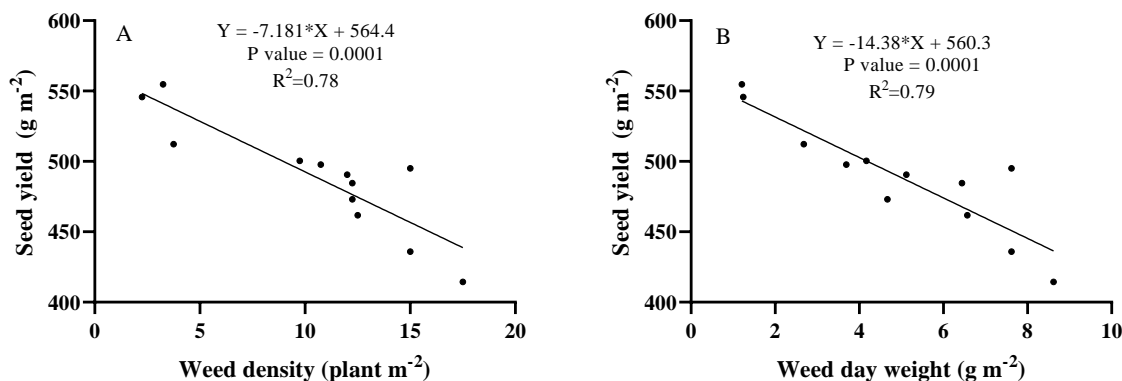 A
Y = -7.181*X + 564.4
P value = 0.0001
R²=0.78
Seed yield (g m⁻²)
600
550
500
450
400
0 5 10 15 20
Weed density (plant m⁻²)
B
Y = -14.38*X + 560.3
P value = 0.0001
R²=0.79
Seed yield (g m⁻²)
600
550
500
450
400
0 2 4 6 8 10
Weed day weight (g m⁻²)